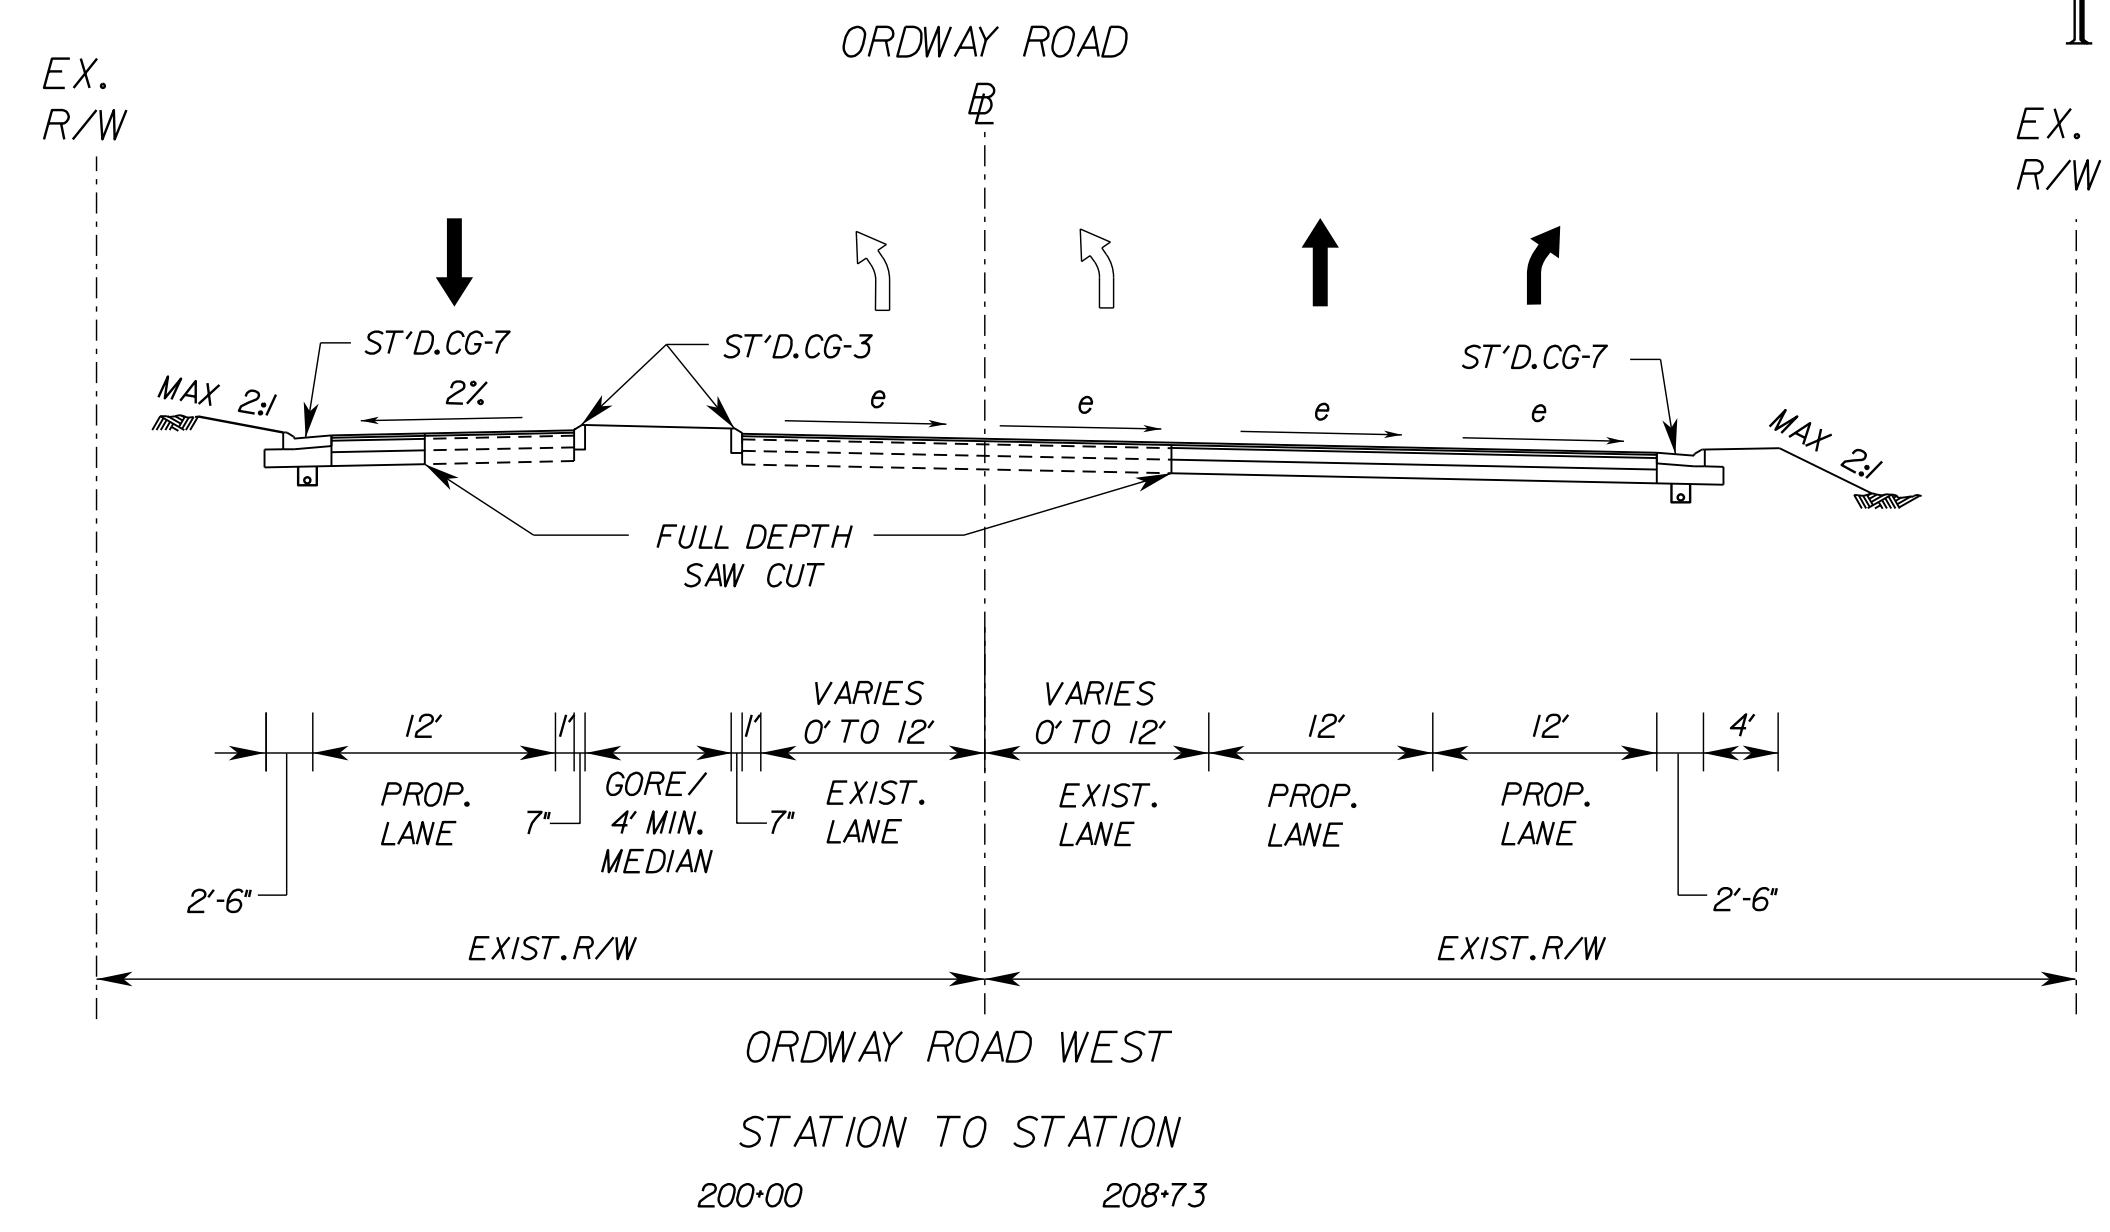 ORDWAY ROAD
BL
EX.
R/W
EX.
R/W
ST'D. CG-7
ST'D. CG-3
ST'D. CG-7
MAX 2:1
2%
e
e
e
e
MAX 2:1
FULL DEPTH
SAW CUT
12'
1'
1'
VARIES
0' TO 12'
VARIES
0' TO 12'
12'
12'
4'
PROP.
LANE
7"
GORE/
4' MIN.
MEDIAN
7"
EXIST.
LANE
EXIST.
LANE
PROP.
LANE
PROP.
LANE
2'-6"
2'-6"
EXIST. R/W
EXIST. R/W
ORDWAY ROAD WEST
STATION TO STATION
200+00 208+73